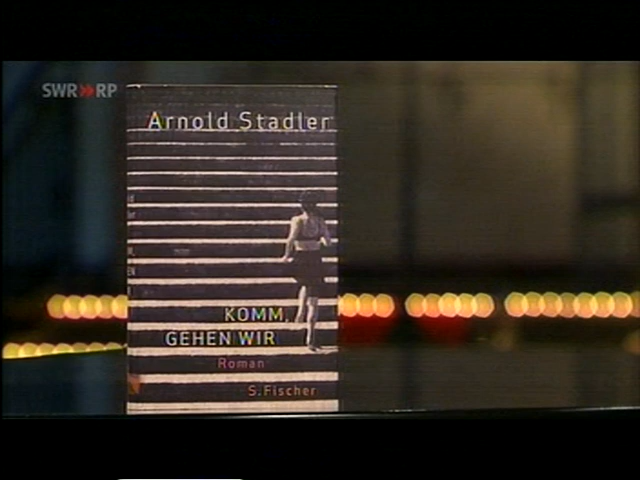 SWR>> RP
Arnold Stadler
KOMM,
GEHEN WIR
Roman
S. Fischer